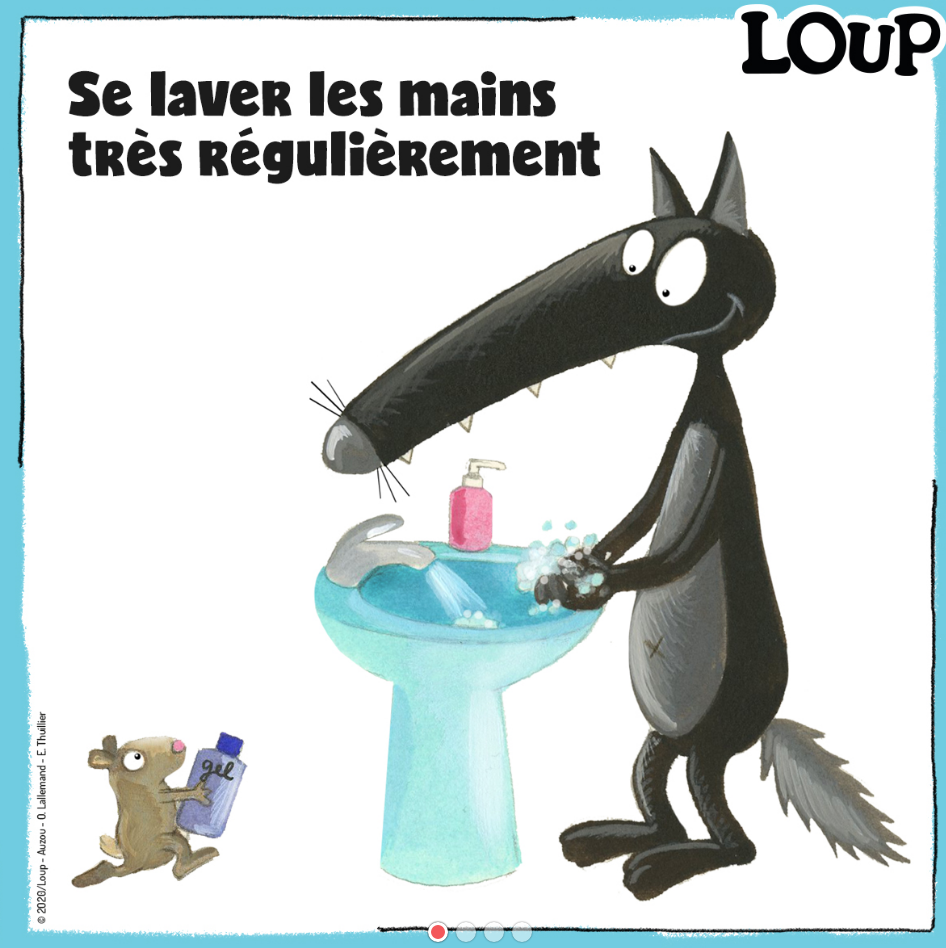 LOUP
Se laver les mains
très régulièrement
gel
© 2020/Loup - Auzou - O. Lallemand - E. Thuillier